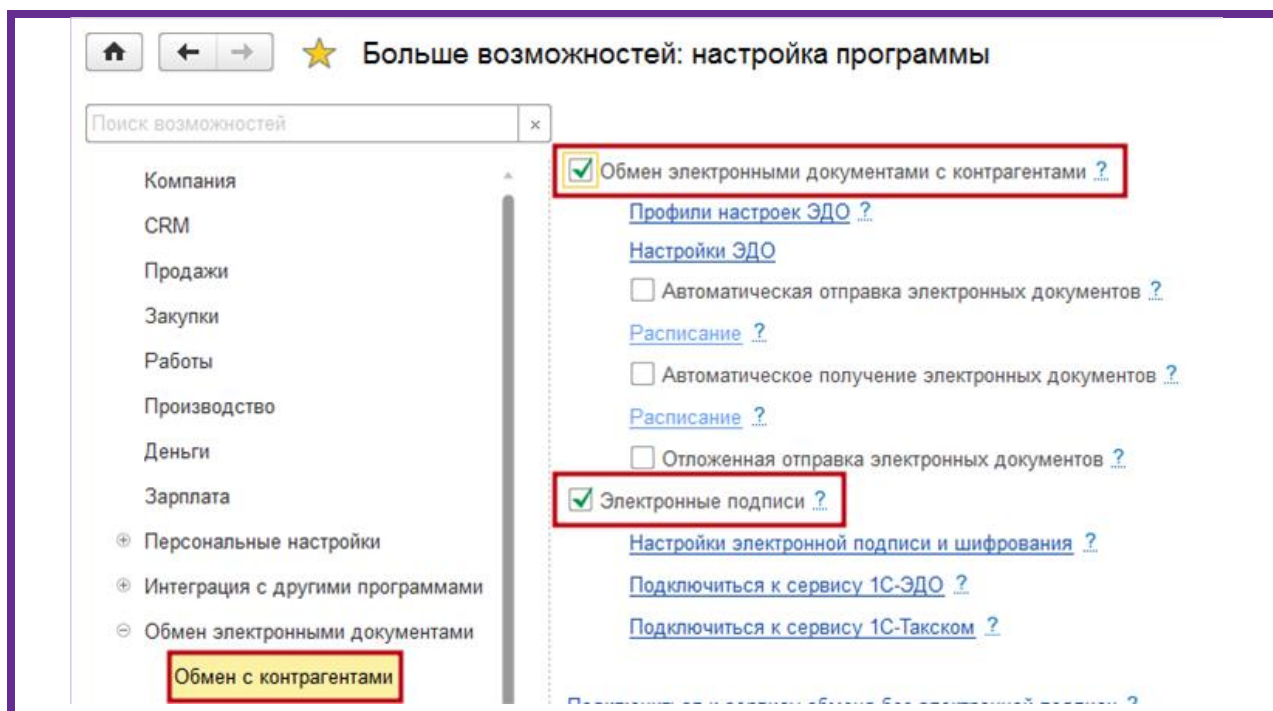 Больше возможностей: настройка программы
Поиск возможностей
Компания
CRM
Продажи
Закупки
Работы
Производство
Деньги
Зарплата
Персональные настройки
Интеграция с другими программами
Обмен электронными документами
Обмен с контрагентами
Обмен электронными документами с контрагентами ?
Профили настроек ЭДО ?
Настройки ЭДО
Автоматическая отправка электронных документов ?
Расписание ?
Автоматическое получение электронных документов ?
Расписание ?
Отложенная отправка электронных документов ?
Электронные подписи ?
Настройки электронной подписи и шифрования ?
Подключиться к сервису 1С-ЭДО ?
Подключиться к сервису 1С-Такском ?